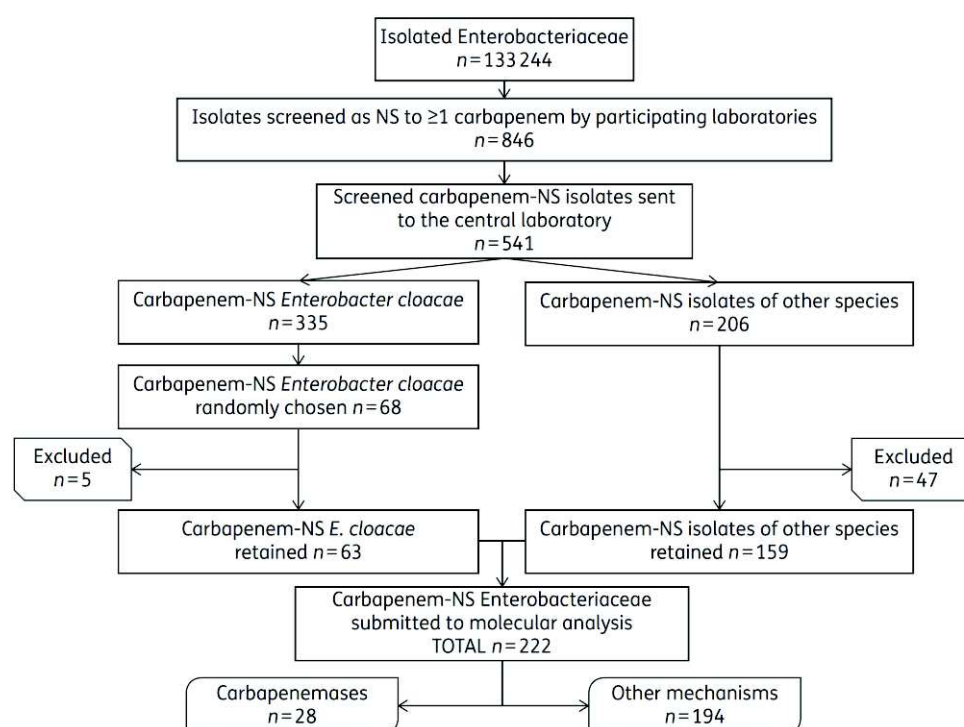 Isolated Enterobacteriaceae
n=133 244
Isolates screened as NS to ≥1 carbapenem by participating laboratories
n=846
Screened carbapenem-NS isolates sent
to the central laboratory
n=541
Carbapenem-NS Enterobacter cloacae
n=335
Carbapenem-NS isolates of other species
n=206
Carbapenem-NS Enterobacter cloacae
randomly chosen n=68
Excluded
n=5
Excluded
n=47
Carbapenem-NS E. cloacae
retained n=63
Carbapenem-NS isolates of other species
retained n=159
Carbapenem-NS Enterobacteriaceae
submitted to molecular analysis
TOTAL n=222
Carbapenemases
n=28
Other mechanisms
n=194